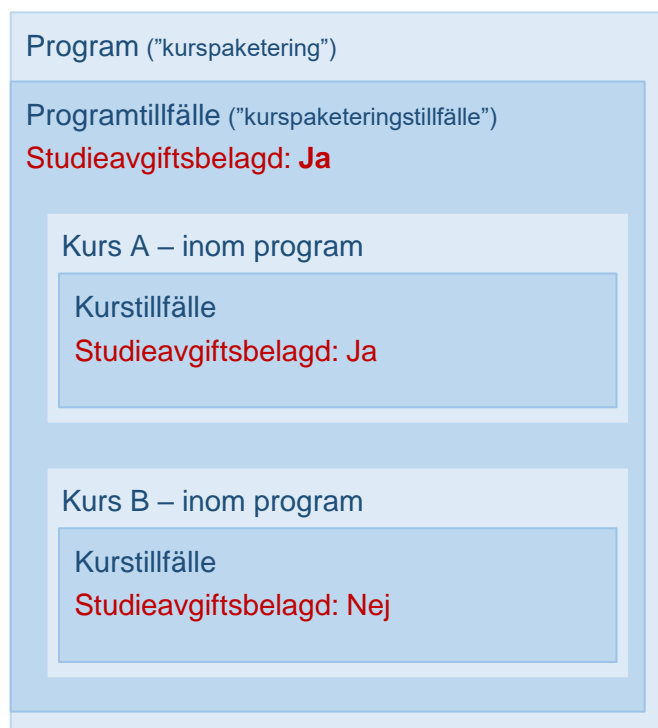 Program (”kurspaketering”)
Programtillfälle (”kurspaketeringstillfälle”)
Studieavgiftsbelagd: Ja
Kurs A – inom program
Kurstillfälle
Studieavgiftsbelagd: Ja
Kurs B – inom program
Kurstillfälle
Studieavgiftsbelagd: Nej